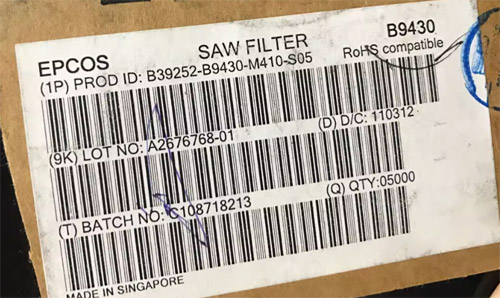 EPCOS SAW FILTER B9430
(1P) PROD ID: B39252-B9430-M410-S05 RoHS compatible
(9K) LOT NO: A2676768-01 (D) D/C: 110312
(T) BATCH NO: C108718213 (Q) QTY:05000
MADE IN SINGAPORE